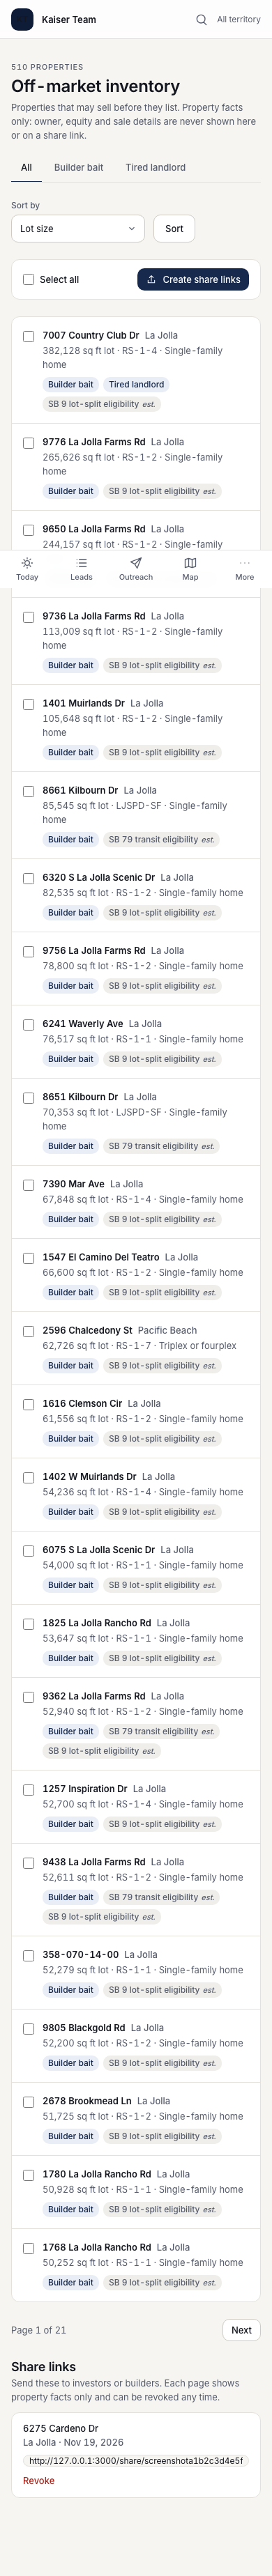 Kaiser Team
All territory
510 PROPERTIES
Off-market inventory
Properties that may sell before they list. Property facts
only: owner, equity and sale details are never shown here
or on a share link.
All Builder bait Tired landlord
Sort by
Lot size Sort
Select all Create share links
7007 Country Club Dr La Jolla
382,128 sq ft lot · RS-1-4 · Single-family
home
Builder bait Tired landlord
SB 9 lot-split eligibility est.
9776 La Jolla Farms Rd La Jolla
265,626 sq ft lot · RS-1-2 · Single-family
home
Builder bait SB 9 lot-split eligibility est.
9650 La Jolla Farms Rd La Jolla
244,157 sq ft lot · RS-1-2 · Single-family
Today Leads Outreach Map More
9736 La Jolla Farms Rd La Jolla
113,009 sq ft lot · RS-1-2 · Single-family
home
Builder bait SB 9 lot-split eligibility est.
1401 Muirlands Dr La Jolla
105,648 sq ft lot · RS-1-2 · Single-family
home
Builder bait SB 9 lot-split eligibility est.
8661 Kilbourn Dr La Jolla
85,545 sq ft lot · LJSPD-SF · Single-family
home
Builder bait SB 79 transit eligibility est.
6320 S La Jolla Scenic Dr La Jolla
82,535 sq ft lot · RS-1-2 · Single-family home
Builder bait SB 9 lot-split eligibility est.
9756 La Jolla Farms Rd La Jolla
78,800 sq ft lot · RS-1-2 · Single-family home
Builder bait SB 9 lot-split eligibility est.
6241 Waverly Ave La Jolla
76,517 sq ft lot · RS-1-1 · Single-family home
Builder bait SB 9 lot-split eligibility est.
8651 Kilbourn Dr La Jolla
70,353 sq ft lot · LJSPD-SF · Single-family
home
Builder bait SB 79 transit eligibility est.
7390 Mar Ave La Jolla
67,848 sq ft lot · RS-1-4 · Single-family home
Builder bait SB 9 lot-split eligibility est.
1547 El Camino Del Teatro La Jolla
66,600 sq ft lot · RS-1-2 · Single-family home
Builder bait SB 9 lot-split eligibility est.
2596 Chalcedony St Pacific Beach
62,726 sq ft lot · RS-1-7 · Triplex or fourplex
Builder bait SB 9 lot-split eligibility est.
1616 Clemson Cir La Jolla
61,556 sq ft lot · RS-1-2 · Single-family home
Builder bait SB 9 lot-split eligibility est.
1402 W Muirlands Dr La Jolla
54,236 sq ft lot · RS-1-4 · Single-family home
Builder bait SB 9 lot-split eligibility est.
6075 S La Jolla Scenic Dr La Jolla
54,000 sq ft lot · RS-1-1 · Single-family home
Builder bait SB 9 lot-split eligibility est.
1825 La Jolla Rancho Rd La Jolla
53,647 sq ft lot · RS-1-1 · Single-family home
Builder bait SB 9 lot-split eligibility est.
9362 La Jolla Farms Rd La Jolla
52,940 sq ft lot · RS-1-2 · Single-family home
Builder bait SB 79 transit eligibility est.
SB 9 lot-split eligibility est.
1257 Inspiration Dr La Jolla
52,700 sq ft lot · RS-1-4 · Single-family home
Builder bait SB 9 lot-split eligibility est.
9438 La Jolla Farms Rd La Jolla
52,611 sq ft lot · RS-1-2 · Single-family home
Builder bait SB 79 transit eligibility est.
SB 9 lot-split eligibility est.
358-070-14-00 La Jolla
52,279 sq ft lot · RS-1-1 · Single-family home
Builder bait SB 9 lot-split eligibility est.
9805 Blackgold Rd La Jolla
52,200 sq ft lot · RS-1-2 · Single-family home
Builder bait SB 9 lot-split eligibility est.
2678 Brookmead Ln La Jolla
51,725 sq ft lot · RS-1-2 · Single-family home
Builder bait SB 9 lot-split eligibility est.
1780 La Jolla Rancho Rd La Jolla
50,928 sq ft lot · RS-1-1 · Single-family home
Builder bait SB 9 lot-split eligibility est.
1768 La Jolla Rancho Rd La Jolla
50,252 sq ft lot · RS-1-1 · Single-family home
Builder bait SB 9 lot-split eligibility est.
Page 1 of 21 Next
Share links
Send these to investors or builders. Each page shows
property facts only and can be revoked any time.
6275 Cardeno Dr
La Jolla · Nov 19, 2026
http://127.0.0.1:3000/share/screenshota1b2c3d4e5f
Revoke